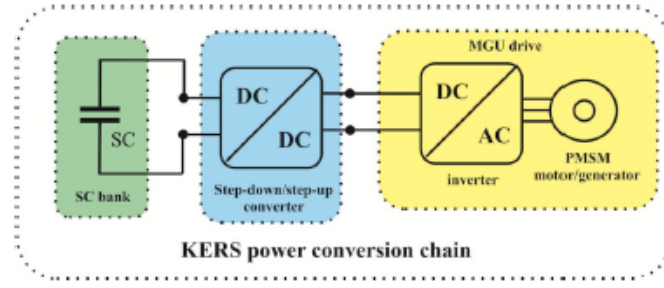 MGU drive
DC
DC
DC
AC
SC
SC bank
Step-down/step-up
converter
inverter
PMSM
motor/generator
KERS power conversion chain